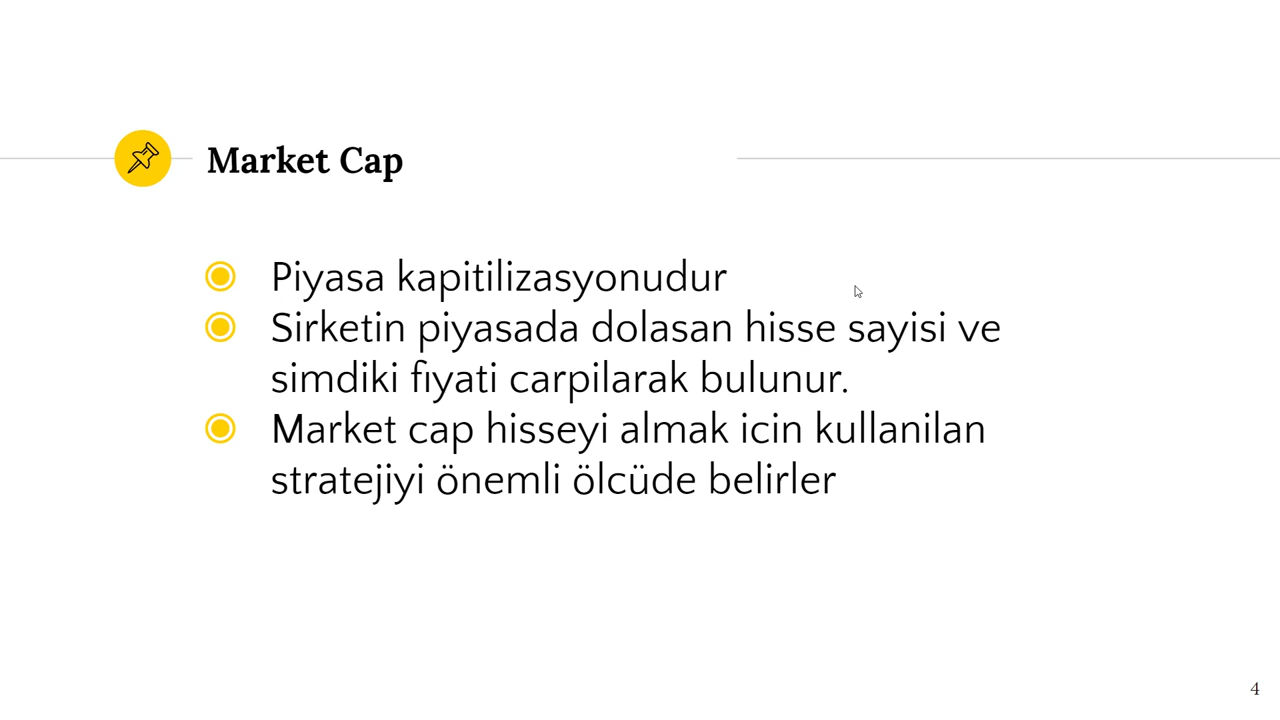 Market Cap
Piyasa kapitilizasyonudur
Sirketin piyasada dolasan hisse sayisi ve
simdiki fiyati carpilarak bulunur.
Market cap hisseyi almak icin kullanilan
stratejiyi önemli ölcüde belirler
4